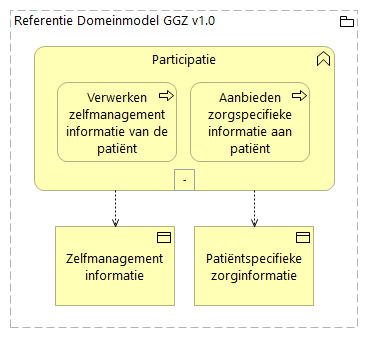 Referentie Domeinmodel GGZ v1.0
Participatie
Verwerken
zelfmanagement
informatie van de
patiënt
Aanbieden
zorgspecifieke
informatie aan
patiënt
-
Zelfmanagement
informatie
Patiëntspecifieke
zorginformatie